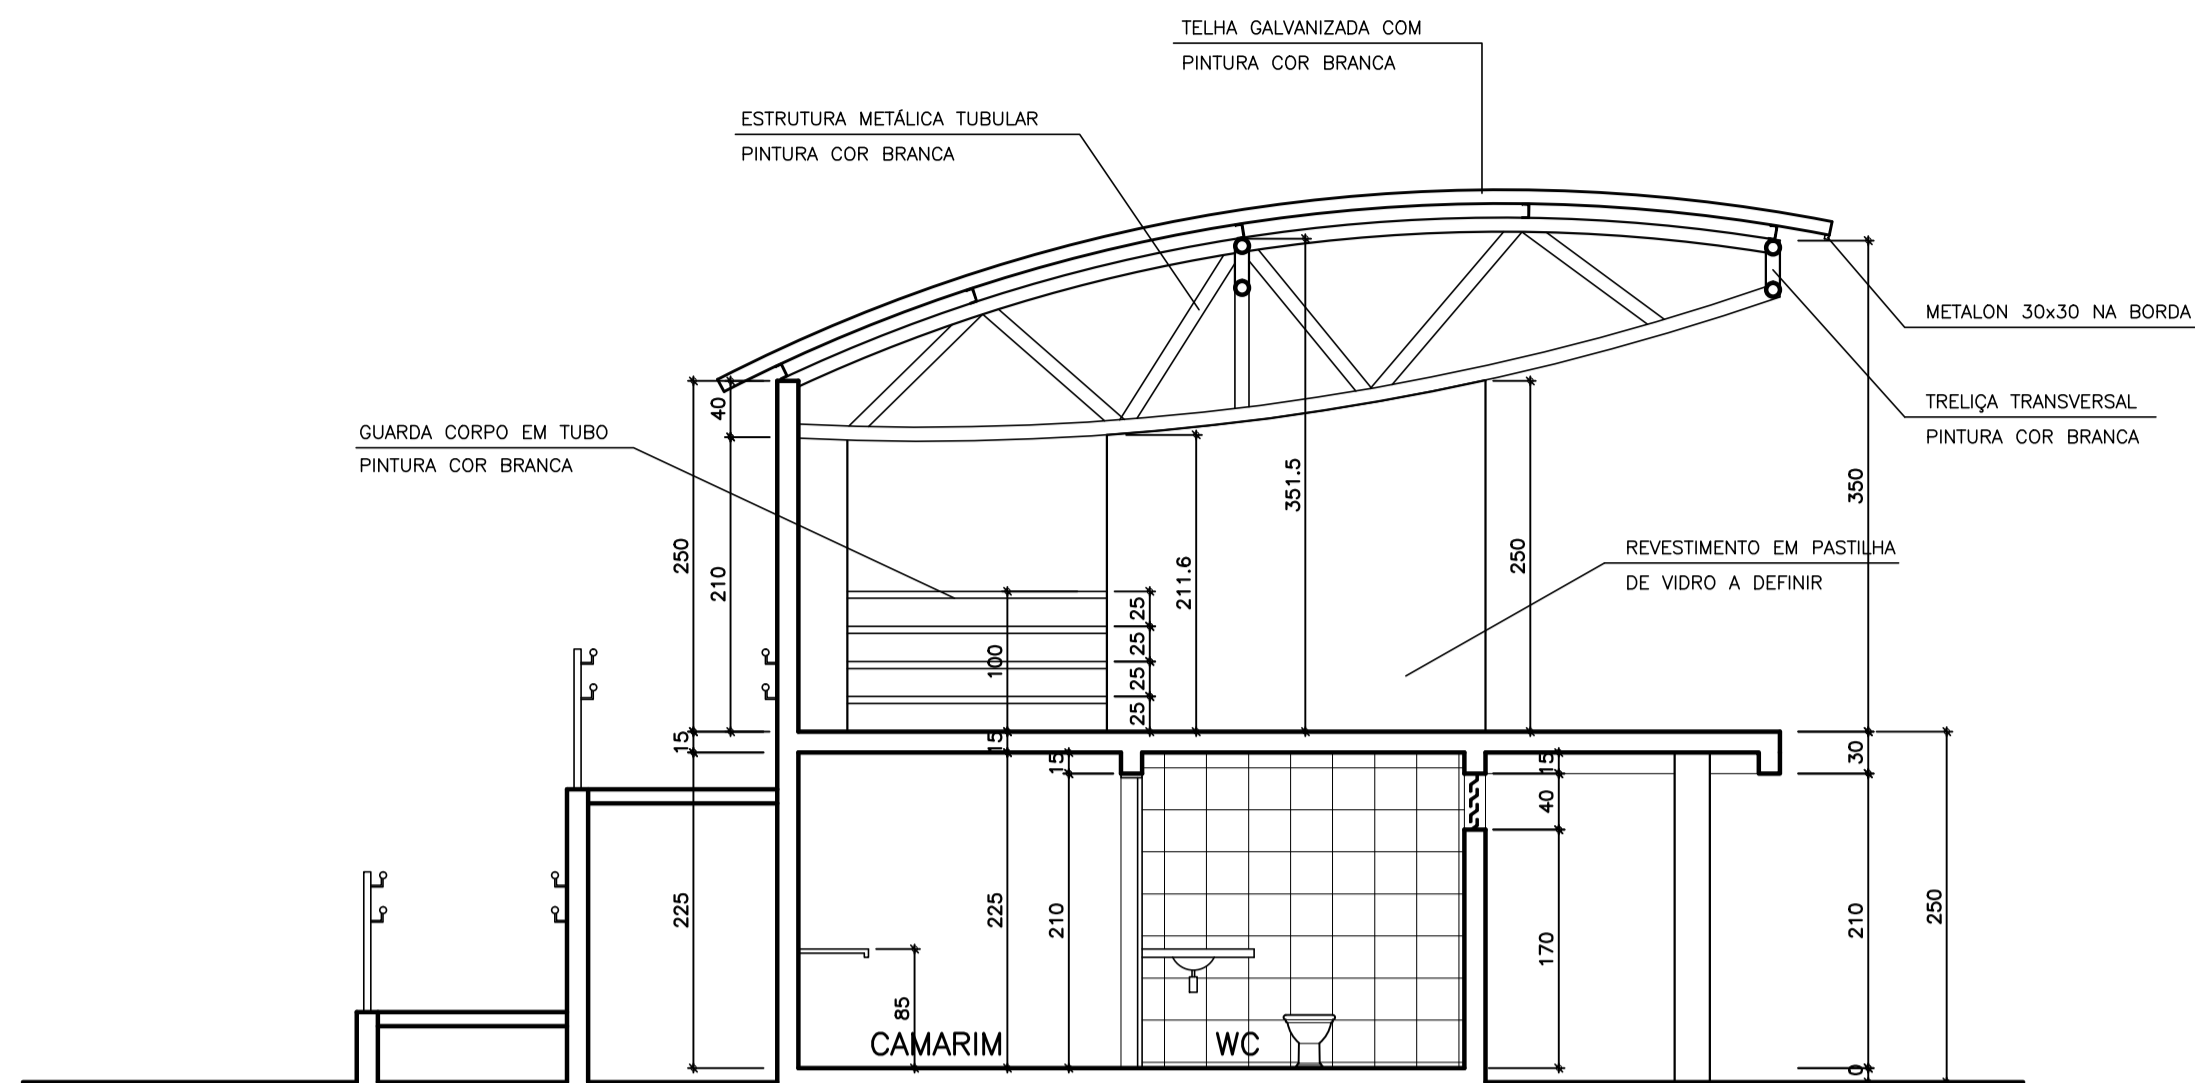 TELHA GALVANIZADA COM
PINTURA COR BRANCA
ESTRUTURA METÁLICA TUBULAR
PINTURA COR BRANCA
METALON 30x30 NA BORDA
TRELIÇA TRANSVERSAL
PINTURA COR BRANCA
GUARDA CORPO EM TUBO
PINTURA COR BRANCA
REVESTIMENTO EM PASTILHA
DE VIDRO A DEFINIR
40
250
210
15
225
100
15
225
85
25
25
25
25
211.6
351.5
250
350
15
210
15
40
170
30
210
250
CAMARIM
WC